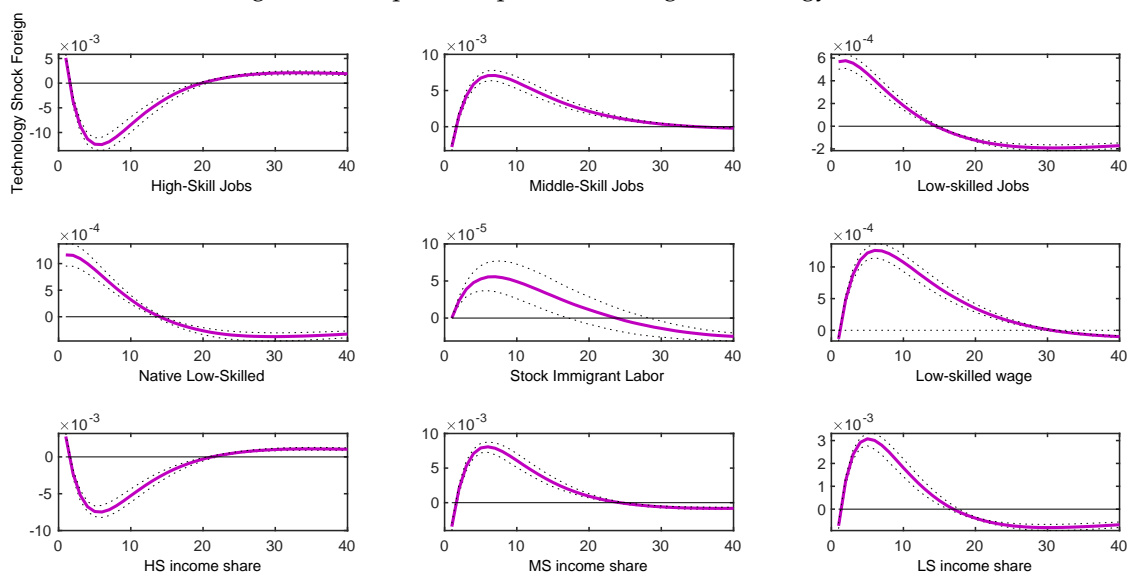 Technology Shock Foreign
×10⁻³
5
0
-5
-10
0 10 20 30 40
High-Skill Jobs
×10⁻³
10
5
0
0 10 20 30 40
Middle-Skill Jobs
×10⁻⁴
6
4
2
0
-2
0 10 20 30 40
Low-skilled Jobs
×10⁻⁴
10
5
0
0 10 20 30 40
Native Low-Skilled
×10⁻⁵
10
5
0
0 10 20 30 40
Stock Immigrant Labor
×10⁻⁴
10
5
0
0 10 20 30 40
Low-skilled wage
×10⁻³
0
-5
-10
0 10 20 30 40
HS income share
×10⁻³
10
5
0
0 10 20 30 40
MS income share
×10⁻³
3
2
1
0
0 10 20 30 40
LS income share